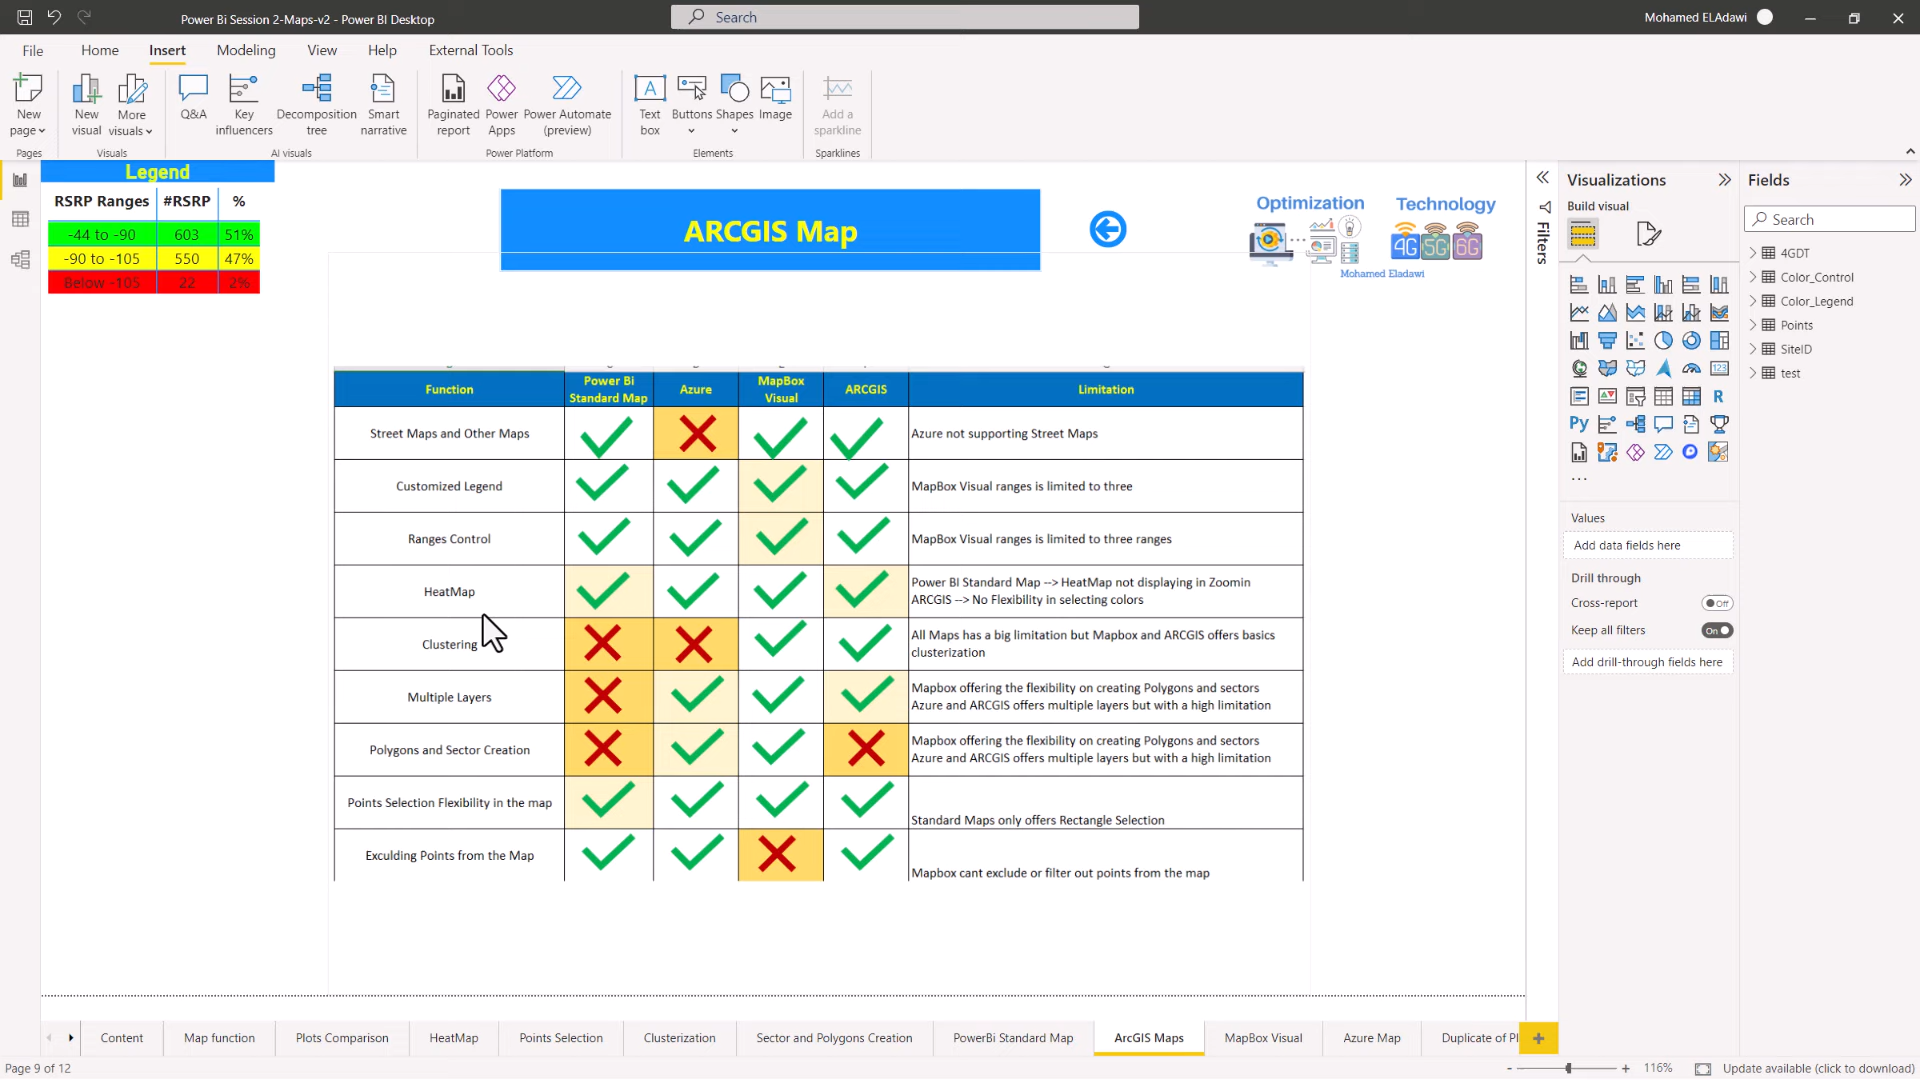 Power Bi Session 2-Maps-v2 - Power BI Desktop
Search
Mohamed ELAdawi
File
Home
Insert
Modeling
View
Help
External Tools
New
page
New
visual
More
visuals
Q&A
Key
influencers
Decomposition
tree
Smart
narrative
Paginated
report
Power
Apps
Power Automate
(preview)
Text
box
Buttons
Shapes
Image
Add a
sparkline
Pages
Visuals
AI visuals
Power Platform
Elements
Sparklines
Legend
RSRP Ranges #RSRP %
-44 to -90 603 51%
-90 to -105 550 47%
Below -105 22 2%
ARCGIS Map
Optimization
Technology
4G 5G 6G
Mohamed Eladawi
Function
Power Bi
Standard Map
Azure
MapBox
Visual
ARCGIS
Limitation
Street Maps and Other Maps
Azure not supporting Street Maps
Customized Legend
MapBox Visual ranges is limited to three
Ranges Control
MapBox Visual ranges is limited to three ranges
HeatMap
Power BI Standard Map --> HeatMap not displaying in Zoomin
ARCGIS --> No Flexibility in selecting colors
Clustering
All Maps has a big limitation but Mapbox and ARCGIS offers basics
clusterization
Multiple Layers
Mapbox offering the flexibility on creating Polygons and sectors
Azure and ARCGIS offers multiple layers but with a high limitation
Polygons and Sector Creation
Mapbox offering the flexibility on creating Polygons and sectors
Azure and ARCGIS offers multiple layers but with a high limitation
Points Selection Flexibility in the map
Standard Maps only offers Rectangle Selection
Exculding Points from the Map
Mapbox cant exclude or filter out points from the map
Filters
Visualizations
Build visual
123
R
Py
...
Values
Add data fields here
Drill through
Cross-report
Off
Keep all filters
On
Add drill-through fields here
Fields
Search
4GDT
Color_Control
Color_Legend
Points
SiteID
test
Content
Map function
Plots Comparison
HeatMap
Points Selection
Clusterization
Sector and Polygons Creation
PowerBi Standard Map
ArcGIS Maps
MapBox Visual
Azure Map
Duplicate of Pl
Page 9 of 12
- + 116%
Update available (click to download)